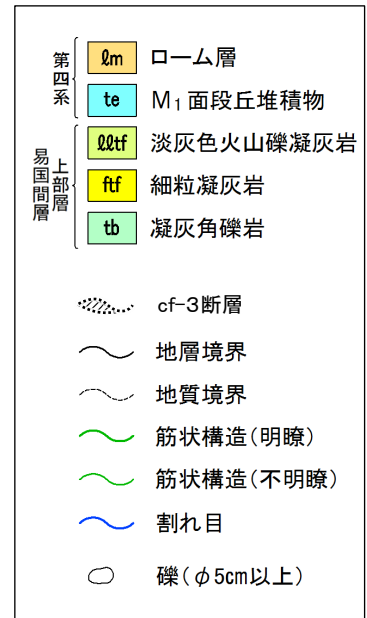 第四系
ℓm ローム層
te M₁面段丘堆積物
易国間層
上部層
ℓℓtf 淡灰色火山礫凝灰岩
ftf 細粒凝灰岩
tb 凝灰角礫岩
cf-3断層
地層境界
地質境界
筋状構造(明瞭)
筋状構造(不明瞭)
割れ目
礫(φ5cm以上)